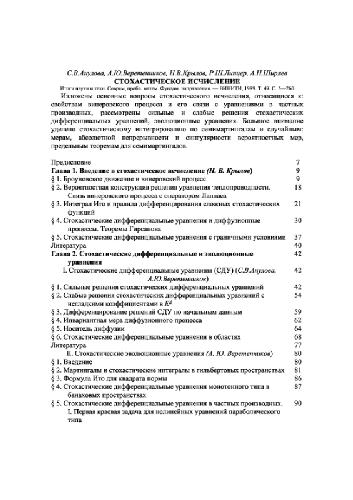 С.В.Анулова, А.Ю.Веретенников, Н.В.Крылов, Р.Ш.Липцер, А.Н.Ширяев
СТОХАСТИЧЕСКОЕ ИСЧИСЛЕНИЕ
Итоги науки и техн. Соврем. пробл. матем. Фундам. направления. — ВИНИТИ, 1989. Т. 45. С. 5—
Изложены основные вопросы стохастического исчисления, относящиеся к
свойствам винеровского процесса и его связи с уравнениями в частных
производных, рассмотрены сильные и слабые решения стохастических
дифференциальных уравнений, эволюционные уравнения. Большое внимание
уделено стохастическому интегрированию по семимартингалам и случайным
мерам, абсолютной непрерывности и сингулярности вероятностных мер,
предельным теоремам для семимартингалов.
Предисловие 7
Глава 1. Введение в стохастическое исчисление (Н. В. Крылов) 9
§ 1. Броуновское движение и винеровский процесс 9
§ 2. Вероятностная конструкция решения уравнения теплопроводности. 18
Связь винеровского процесса с оператором Лапласа
§ 3. Интеграл Ито и правила дифференцирования сложных стохастических 21
функций
§ 4. Стохастические дифференциальные уравнения и диффузионные 30
процессы. Теорема Гирсанова
§ 5. Стохастические дифференциальные уравнения с граничными условиями 37
Литература 40
Глава 2. Стохастические дифференциальные и эволюционные 42
уравнения
I. Стохастические дифференциальные уравнения (СДУ) (С.В.Анулова, 42
А.Ю.Веретенников)
§ 1. Сильные решения стохастических дифференциальных уравнений 42
§ 2. Слабые решения стохастических дифференциальных уравнений с 54
негладкими коэффициентами в
§ 3. Дифференцирование решений СДУ по начальным данным 59
§ 4. Инвариантная мера диффузионного процесса 62
§ 5. Носитель диффузии 64
§ 6. Стохастические дифференциальные уравнения в областях 68
Литература 77
II. Стохастические эволюционные уравнения (А. Ю. Веретенников) 80
§ 1. Введение 80
§ 2. Мартингалы и стохастические интегралы в гильбертовых пространствах 81
§ 3. Формула Ито для квадрата нормы 86
§ 4. Стохастические дифференциальные уравнения монотонного типа в 87
банаховых пространствах
§ 5. Стохастические дифференциальные уравнения в частных производных. 90
I. Первая краевая задача для нелинейных уравнений параболического
типа